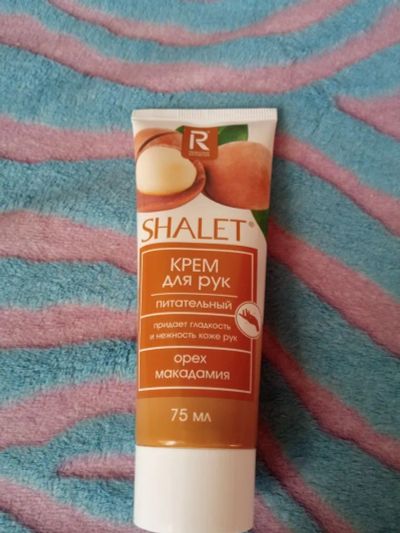 R
SHALET®
КРЕМ
для рук
питательный
придает гладкость
и нежность коже рук
орех
макадамия
75 мл